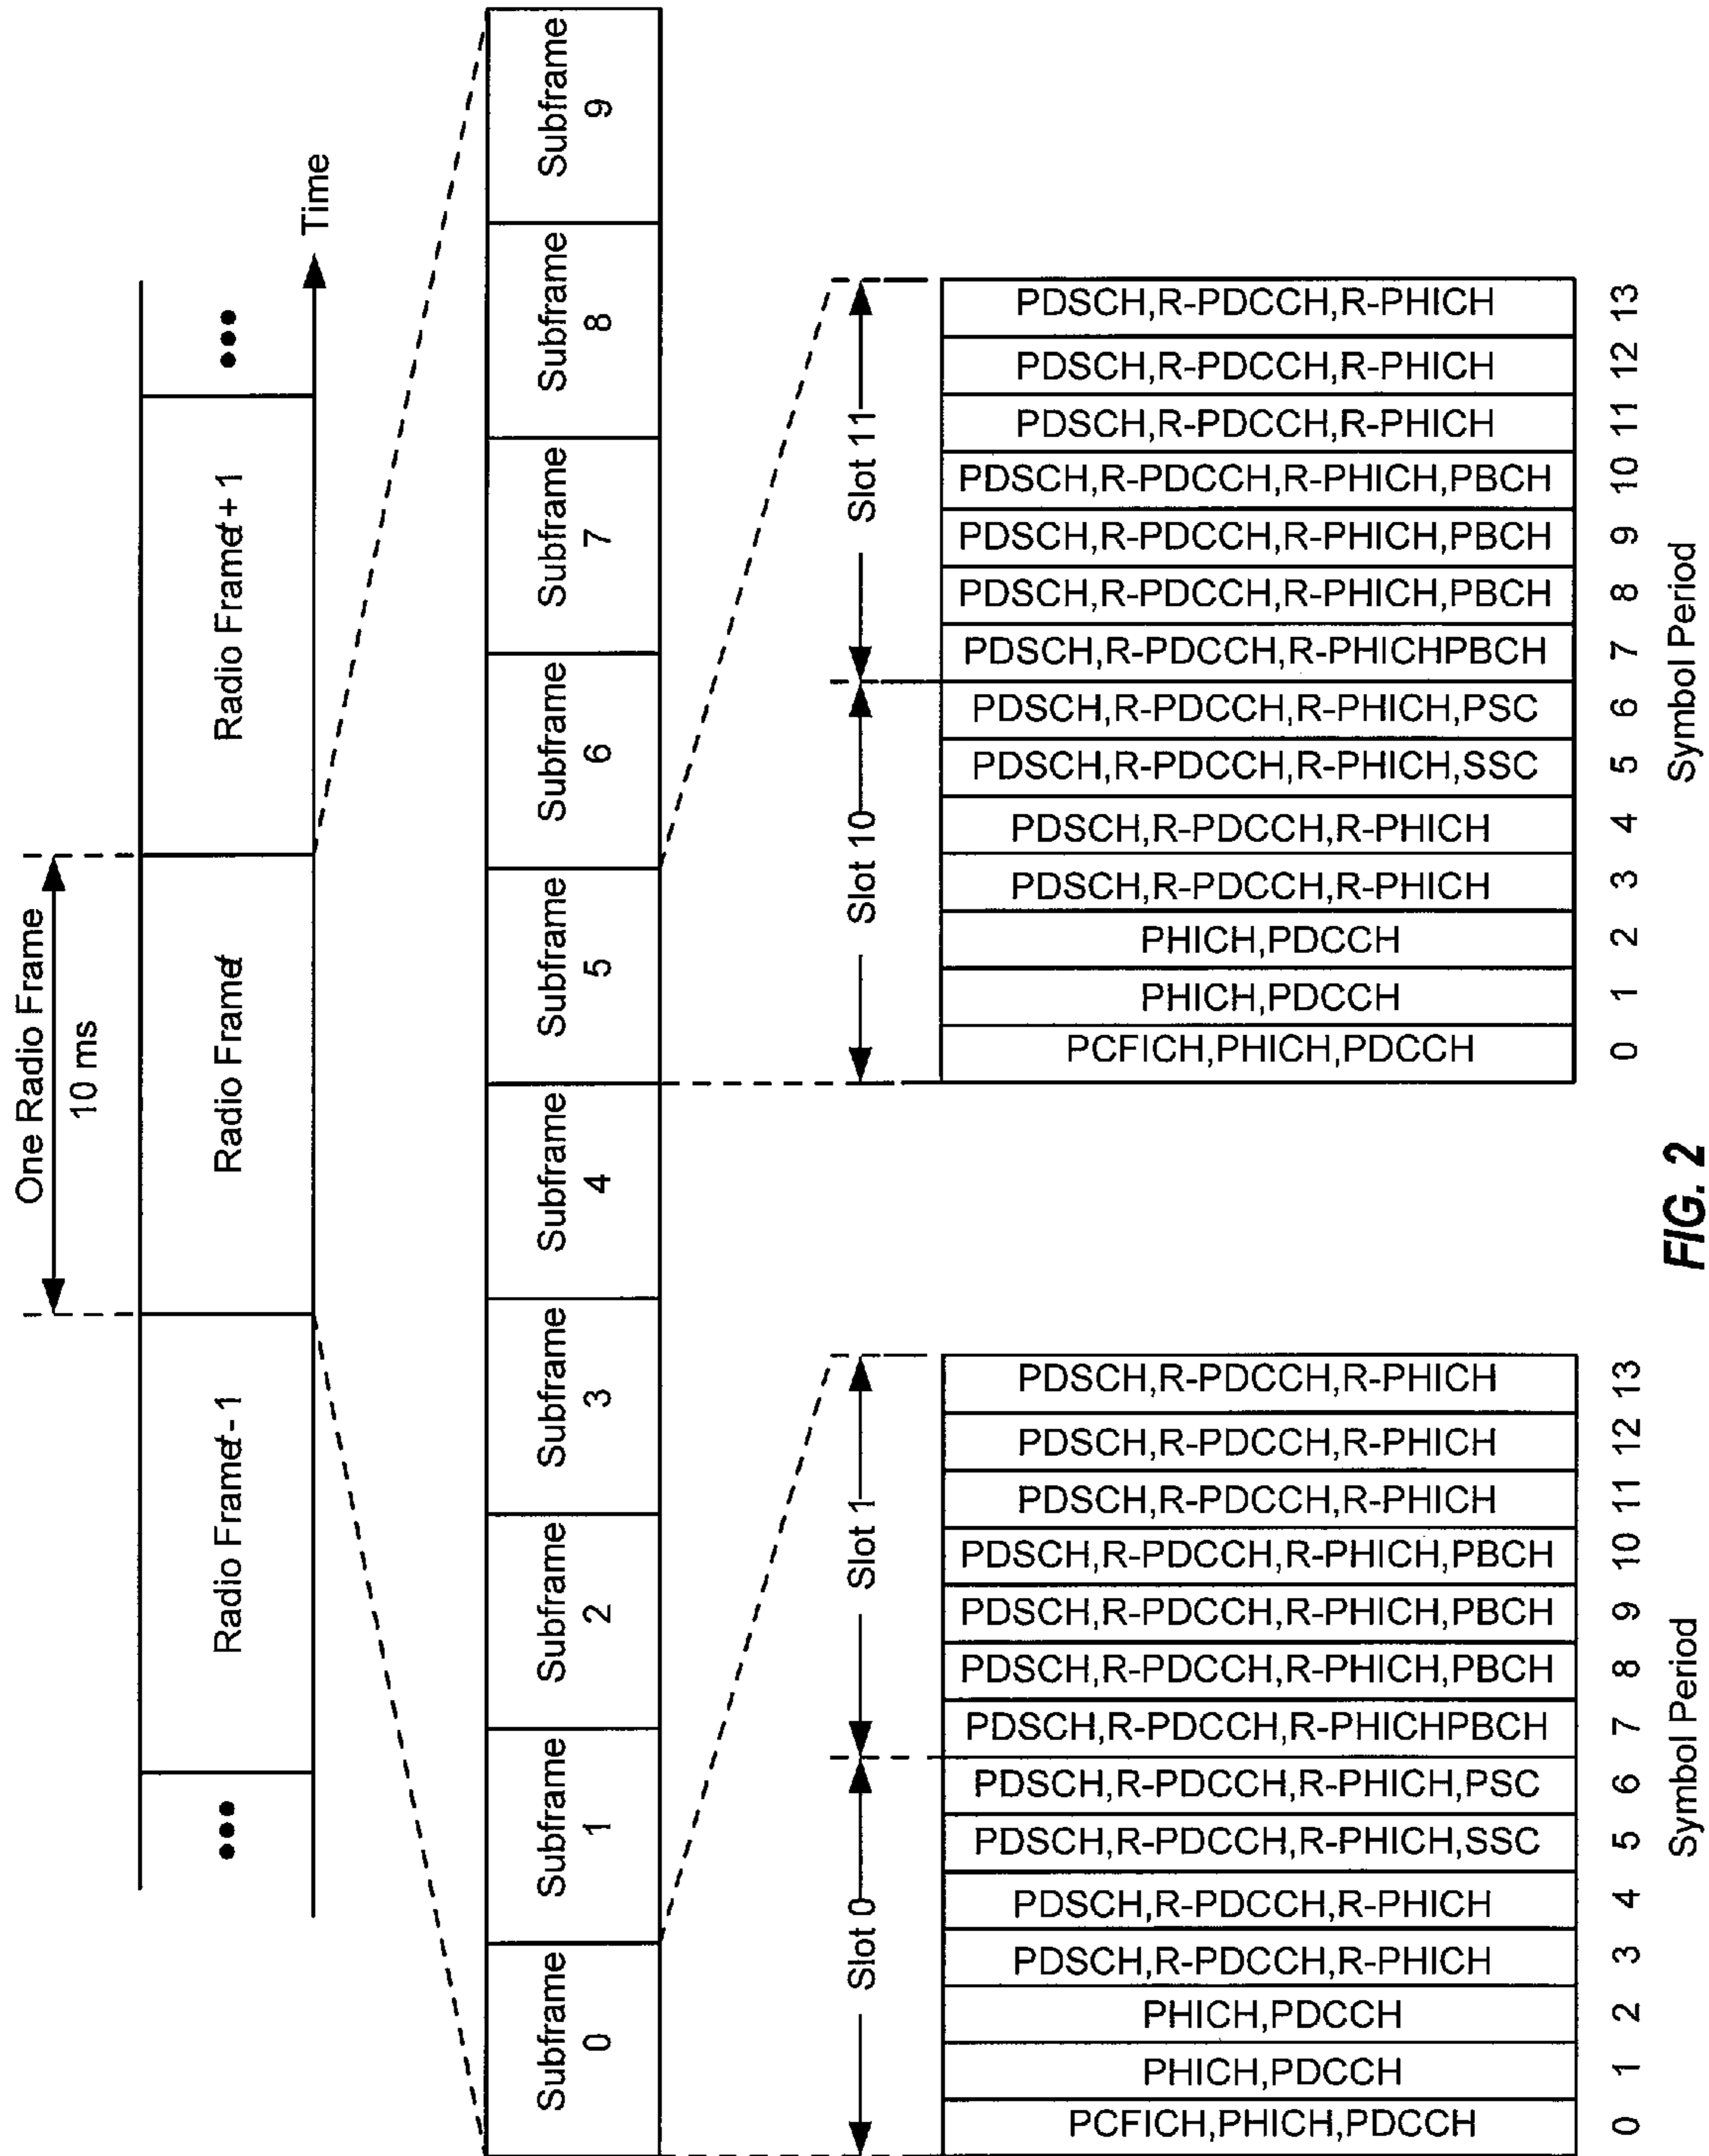 One Radio Frame
10 ms
•••
Radio Frame t - 1
Radio Frame t
Radio Frame t + 1
•••
Time
Subframe
0
Subframe
1
Subframe
2
Subframe
3
Subframe
4
Subframe
5
Subframe
6
Subframe
7
Subframe
8
Subframe
9
Slot 0
Slot 1
PCFICH,PHICH,PDCCH
PHICH,PDCCH
PHICH,PDCCH
PDSCH,R-PDCCH,R-PHICH
PDSCH,R-PDCCH,R-PHICH
PDSCH,R-PDCCH,R-PHICH,SSC
PDSCH,R-PDCCH,R-PHICH,PSC
PDSCH,R-PDCCH,R-PHICHPBCH
PDSCH,R-PDCCH,R-PHICH,PBCH
PDSCH,R-PDCCH,R-PHICH,PBCH
PDSCH,R-PDCCH,R-PHICH,PBCH
PDSCH,R-PDCCH,R-PHICH
PDSCH,R-PDCCH,R-PHICH
PDSCH,R-PDCCH,R-PHICH
0 1 2 3 4 5 6 7 8 9 10 11 12 13
Symbol Period
Slot 10
Slot 11
PCFICH,PHICH,PDCCH
PHICH,PDCCH
PHICH,PDCCH
PDSCH,R-PDCCH,R-PHICH
PDSCH,R-PDCCH,R-PHICH
PDSCH,R-PDCCH,R-PHICH,SSC
PDSCH,R-PDCCH,R-PHICH,PSC
PDSCH,R-PDCCH,R-PHICHPBCH
PDSCH,R-PDCCH,R-PHICH,PBCH
PDSCH,R-PDCCH,R-PHICH,PBCH
PDSCH,R-PDCCH,R-PHICH,PBCH
PDSCH,R-PDCCH,R-PHICH
PDSCH,R-PDCCH,R-PHICH
PDSCH,R-PDCCH,R-PHICH
0 1 2 3 4 5 6 7 8 9 10 11 12 13
Symbol Period
FIG. 2